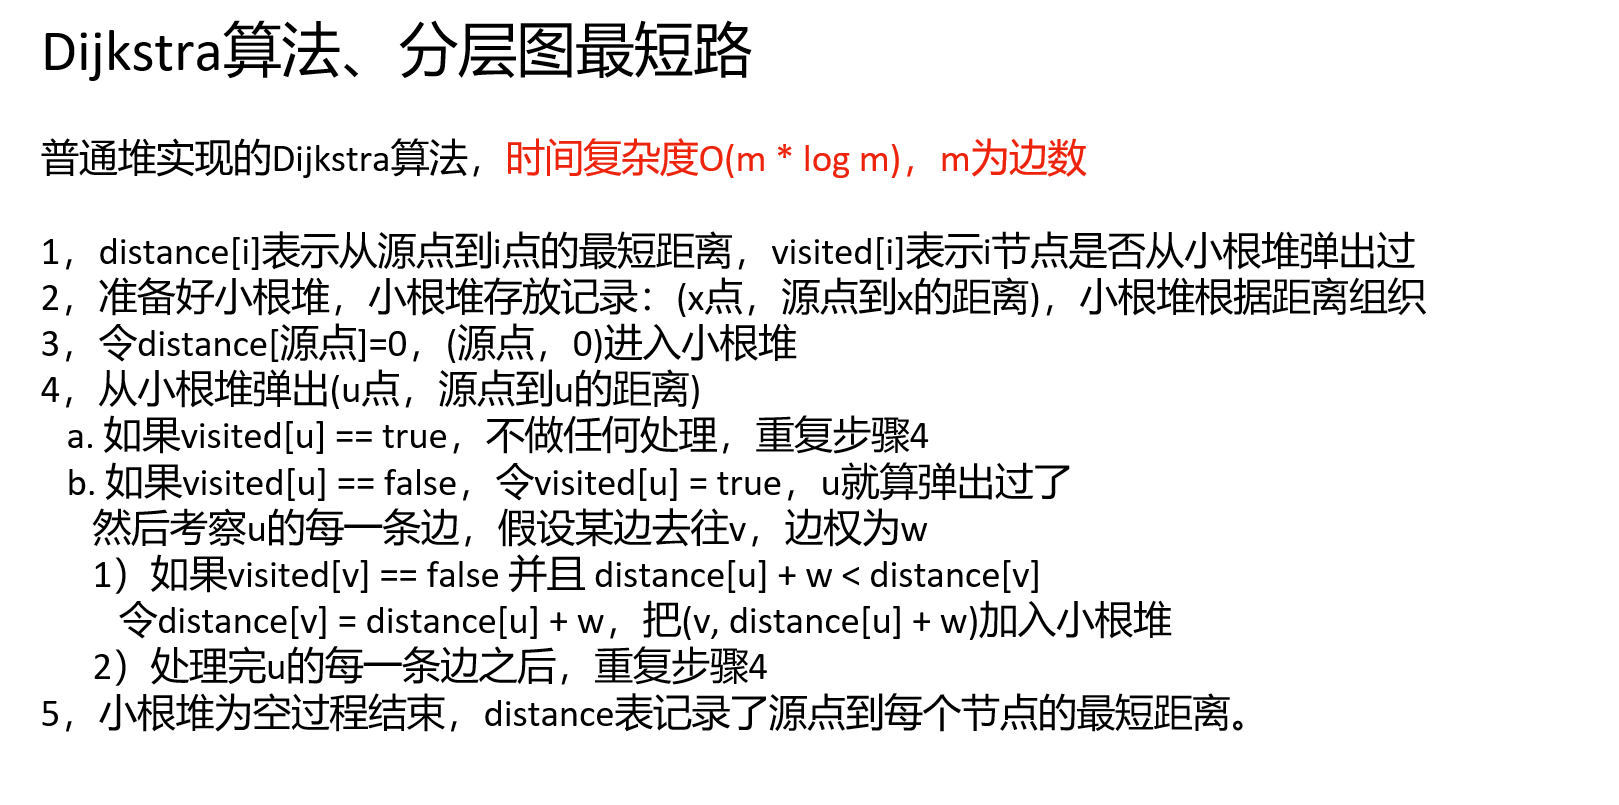 Dijkstra算法、分层图最短路
普通堆实现的Dijkstra算法，时间复杂度O(m * log m)，m为边数
1，distance[i]表示从源点到i点的最短距离，visited[i]表示i节点是否从小根堆弹出过
2，准备好小根堆，小根堆存放记录：(x点，源点到x的距离)，小根堆根据距离组织
3，令distance[源点]=0，(源点，0)进入小根堆
4，从小根堆弹出(u点，源点到u的距离)
a. 如果visited[u] == true，不做任何处理，重复步骤4
b. 如果visited[u] == false，令visited[u] = true，u就算弹出过了
然后考察u的每一条边，假设某边去往v，边权为w
1）如果visited[v] == false 并且 distance[u] + w < distance[v]
令distance[v] = distance[u] + w，把(v, distance[u] + w)加入小根堆
2）处理完u的每一条边之后，重复步骤4
5，小根堆为空过程结束，distance表记录了源点到每个节点的最短距离。